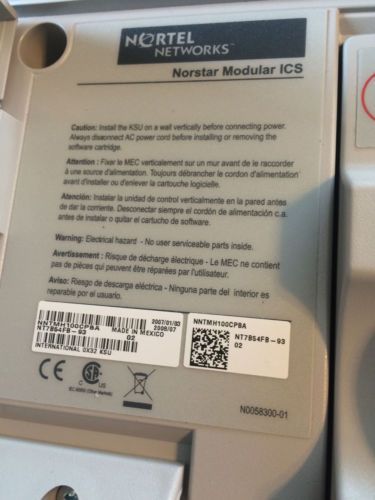 NORTEL
NETWORKS™
Norstar Modular ICS
Caution: Install the KSU on a wall vertically before connecting power.
Always disconnect AC power cord before installing or removing the
software cartridge.
Attention : Fixer le MEC verticalement sur un mur avant de le raccorder
à une source d'alimentation. Toujours débrancher le cordon d'alimentation
avant d'installer ou d'enlever la cartouche logicielle.
Atención: Instalar la unidad de control verticalmente en la pared antes
de dar la corriente. Desconectar siempre el cordón de alimentación c.a.
antes de instalar o quitar el cartucho de software.
Warning: Electrical hazard - No user serviceable parts inside.
Avertissement : Risque de décharge électrique - Le MEC ne contient
pas de pièces qui peuvent être réparées par l'utilisateur.
Aviso: Riesgo de descarga eléctrica - Ninguna parte del interior es
reparable por el usuario.
NNTMH100CP8A
2007/01/03
NT7B54FB-93
MADE IN MEXICO
2008/07
02
INTERNATIONAL 0X32 KSU
NNTMH100CP8A
NT7B54FB-93
02
CE
C US
N0058300-01